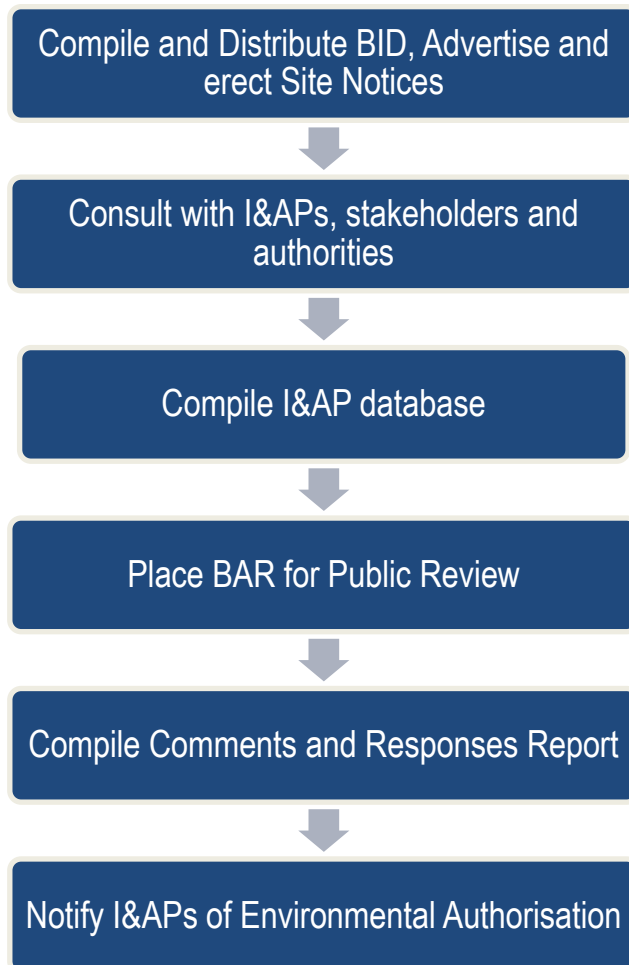 Compile and Distribute BID, Advertise and
erect Site Notices
Consult with I&APs, stakeholders and
authorities
Compile I&AP database
Place BAR for Public Review
Compile Comments and Responses Report
Notify I&APs of Environmental Authorisation